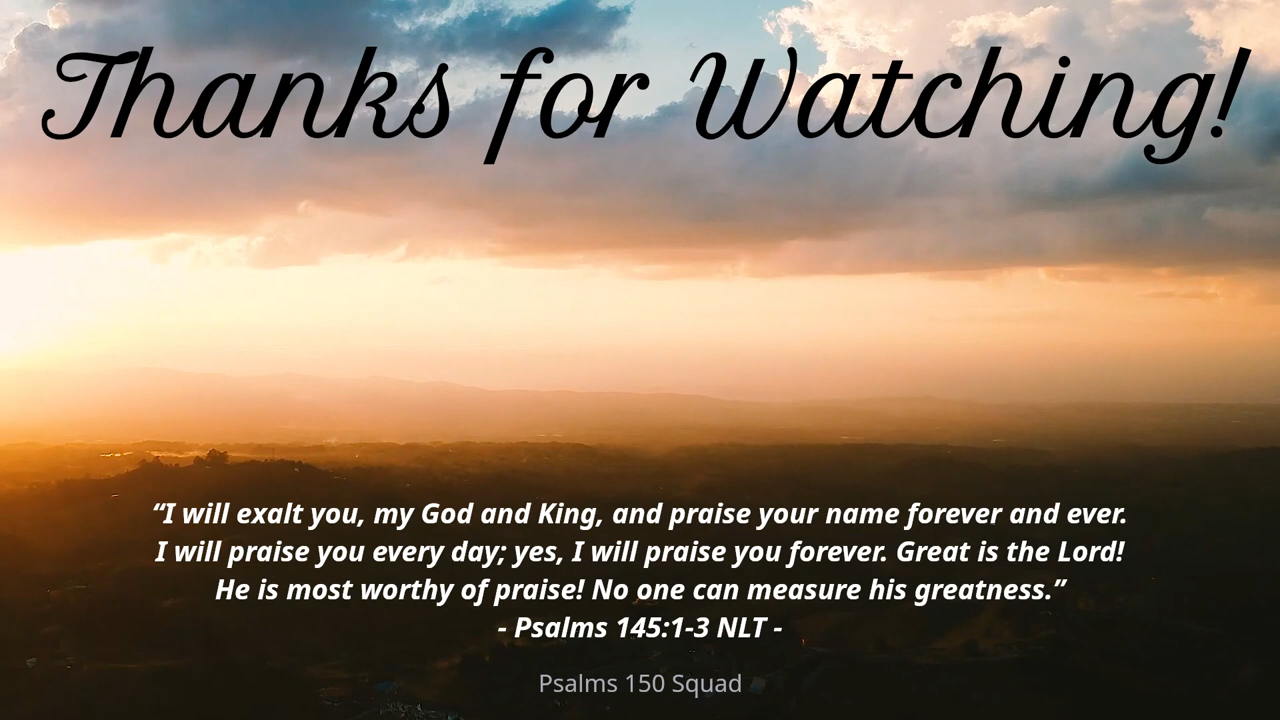 Thanks for Watching!
“I will exalt you, my God and King, and praise your name forever and ever.
I will praise you every day; yes, I will praise you forever. Great is the Lord!
He is most worthy of praise! No one can measure his greatness.”
- Psalms 145:1-3 NLT -
Psalms 150 Squad